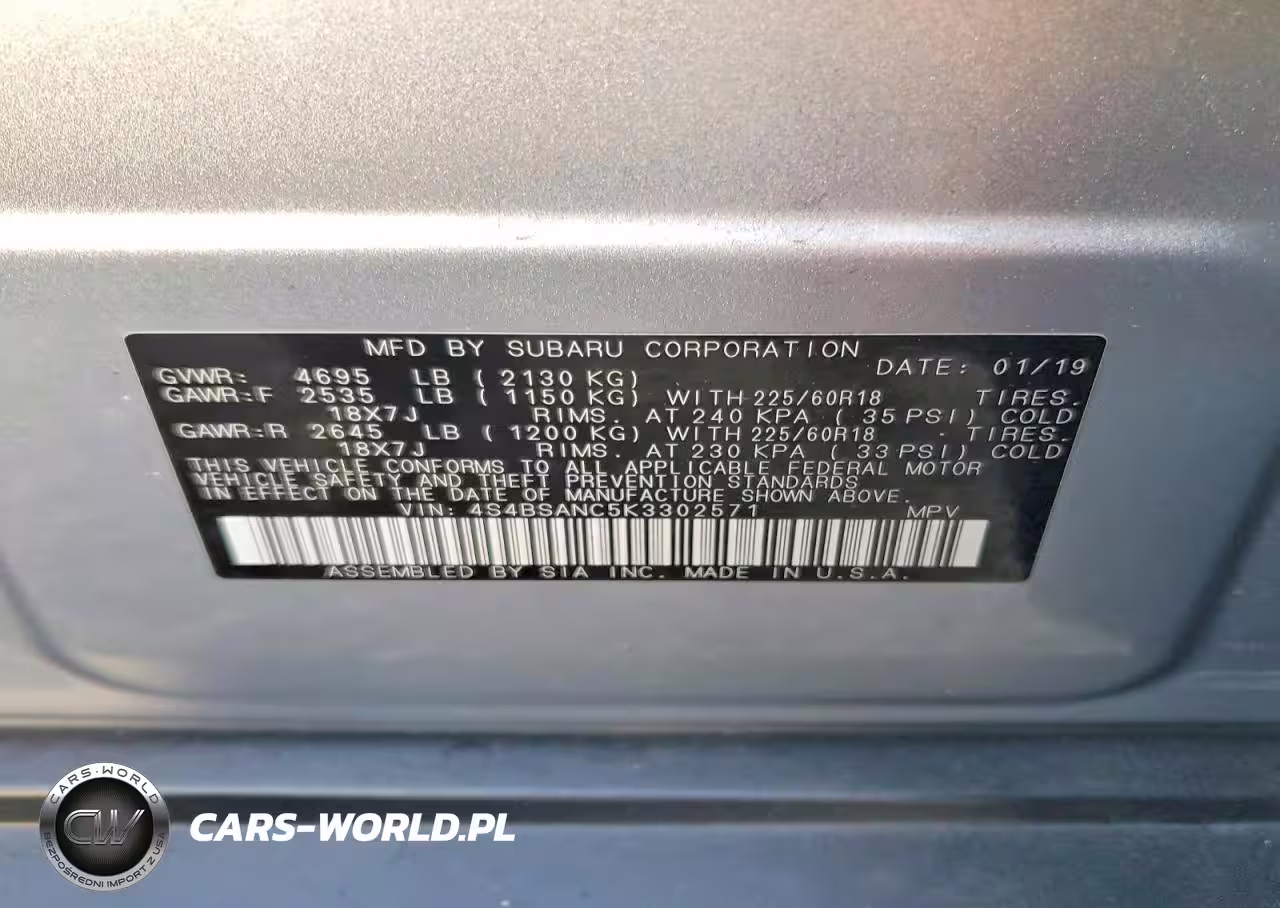 MFD BY SUBARU CORPORATION
DATE: 01/19
GVWR: 4695 LB ( 2130 KG)
GAWR:F 2535 LB ( 1150 KG) WITH 225/60R18 TIRES.
18X7J RIMS. AT 240 KPA ( 35 PSI) COLD
GAWR:R 2645 LB ( 1200 KG) WITH 225/60R18 TIRES.
18X7J RIMS. AT 230 KPA ( 33 PSI) COLD
THIS VEHICLE CONFORMS TO ALL APPLICABLE FEDERAL MOTOR
VEHICLE SAFETY AND THEFT PREVENTION STANDARDS
IN EFFECT ON THE DATE OF MANUFACTURE SHOWN ABOVE.
VIN: 4S4BSANC5K3302571 MPV
ASSEMBLED BY SIA INC. MADE IN U.S.A.
CARS-WORLD
CW
BEZPOŚREDNI IMPORT Z USA
CARS-WORLD.PL